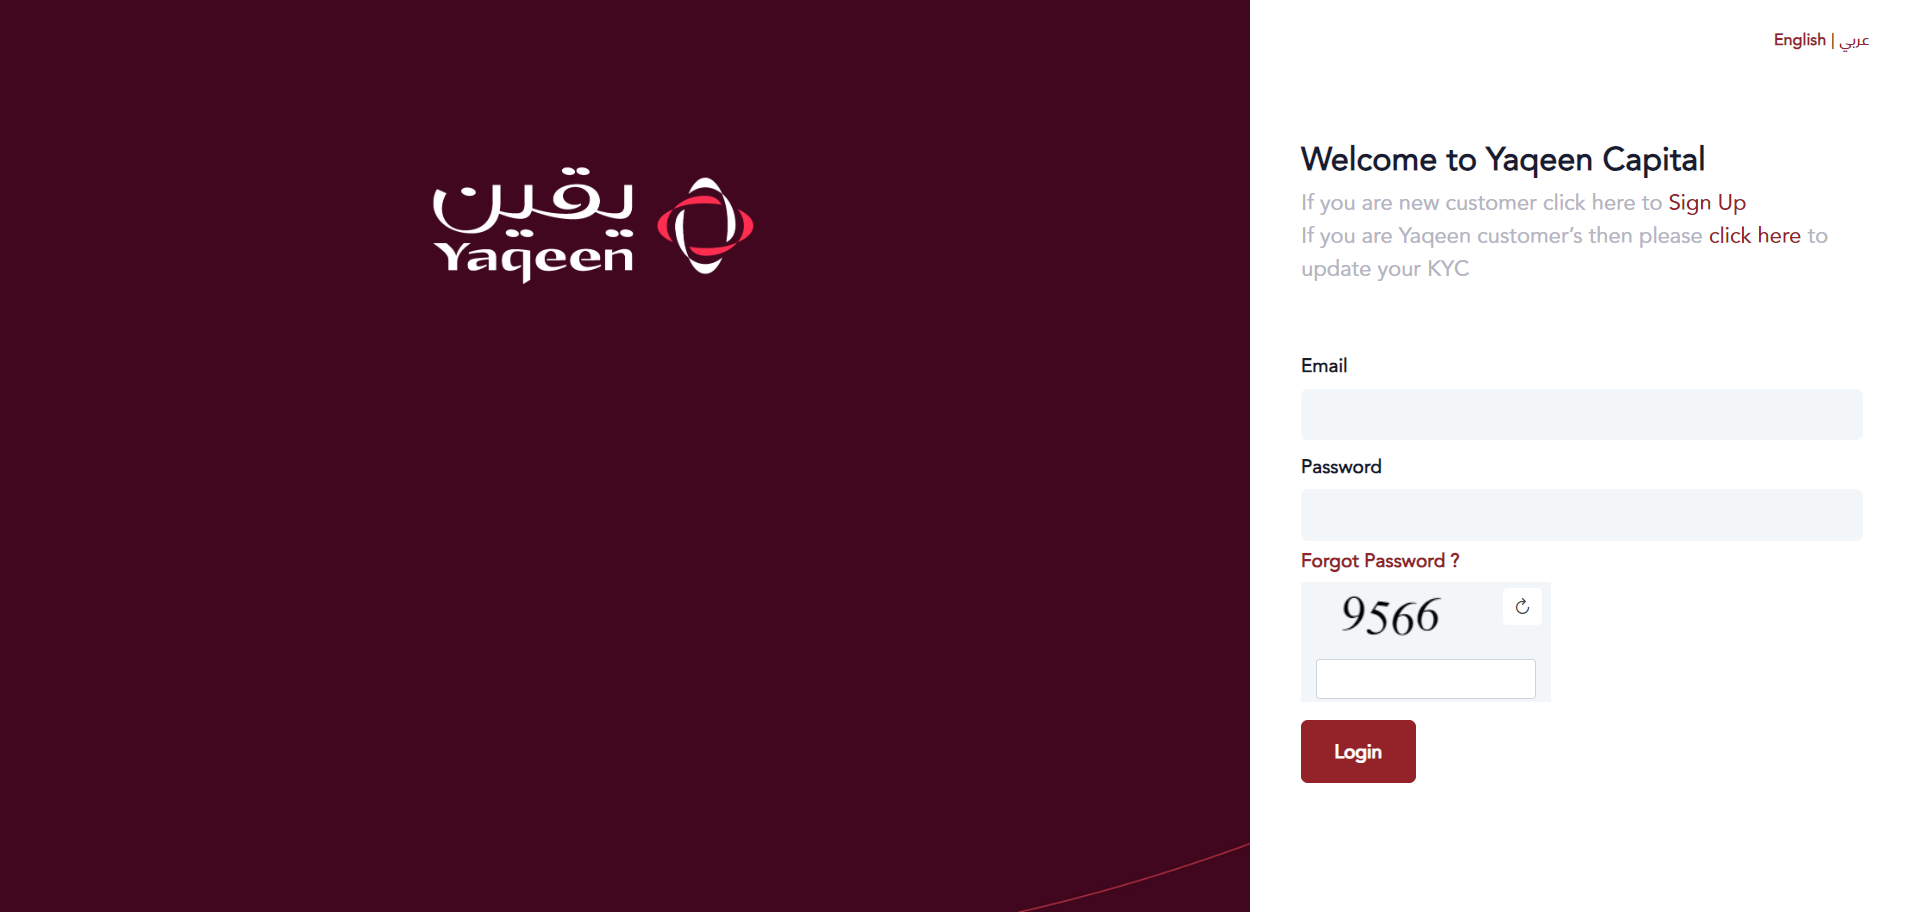 English | عربي
يقين
Yaqeen
Welcome to Yaqeen Capital
If you are new customer click here to Sign Up
If you are Yaqeen customer's then please click here to
update your KYC
Email
Password
Forgot Password ?
9566
Login